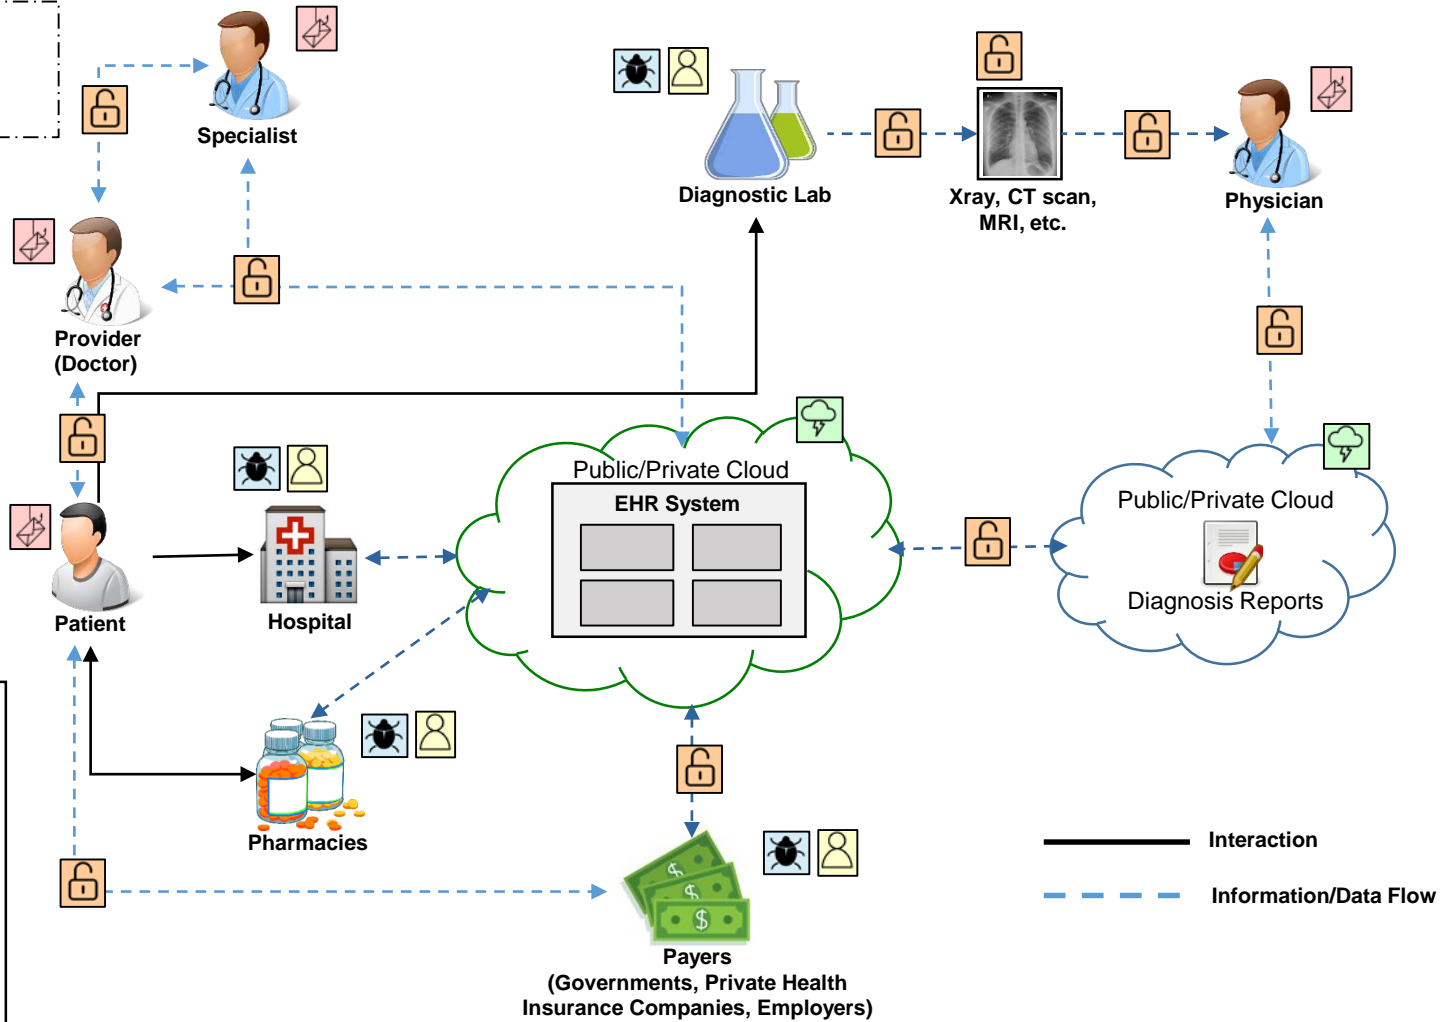 Specialist
Diagnostic Lab
Xray, CT scan,
MRI, etc.
Physician
Provider
(Doctor)
Public/Private Cloud
EHR System
Public/Private Cloud
Diagnosis Reports
Patient
Hospital
Pharmacies
Interaction
Information/Data Flow
Payers
(Governments, Private Health
Insurance Companies, Employers)